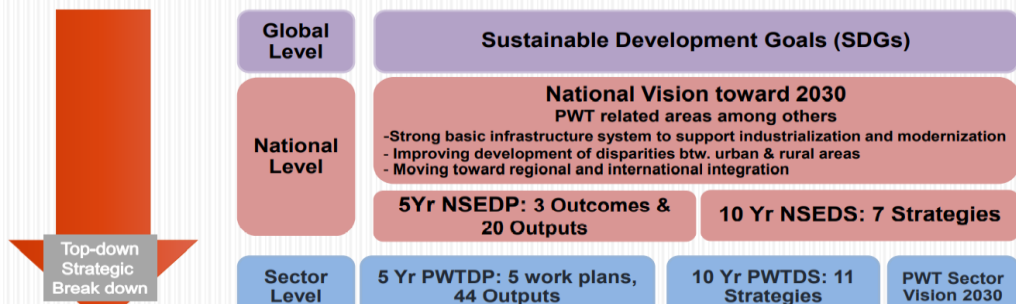 Global
Level
Sustainable Development Goals (SDGs)
National
Level
National Vision toward 2030
PWT related areas among others
-Strong basic infrastructure system to support industrialization and modernization
- Improving development of disparities btw. urban & rural areas
- Moving toward regional and international integration
5Yr NSEDP: 3 Outcomes &
20 Outputs
10 Yr NSEDS: 7 Strategies
Top-down
Strategic
Break down
Sector
Level
5 Yr PWTDP: 5 work plans,
44 Outputs
10 Yr PWTDS: 11
Strategies
PWT Sector
Vision 2030